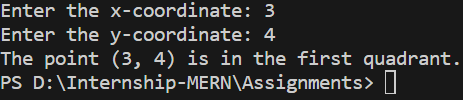 Enter the x-coordinate: 3
Enter the y-coordinate: 4
The point (3, 4) is in the first quadrant.
PS D:\Internship-MERN\Assignments>